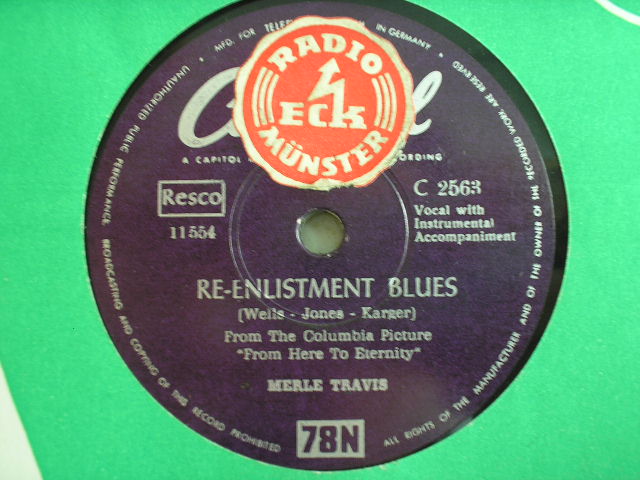 MFD. FOR TELE
IN GERMANY
RADIO
ECK
MÜNSTER
C
l
A CAPITOL
CORDING
Resco
11554
C 2563
Vocal with
Instrumental
Accompaniment
RE-ENLISTMENT BLUES
(Wells - Jones - Karger)
From The Columbia Picture
"From Here To Eternity"
MERLE TRAVIS
78N
UNAUTHORIZED PUBLIC PERFORMANCE, BROADCASTING AND COPYING OF THIS RECORD PROHIBITED
ALL RIGHTS OF THE MANUFACTURER AND OF THE OWNER OF THE RECORDED WORK ARE RESERVED